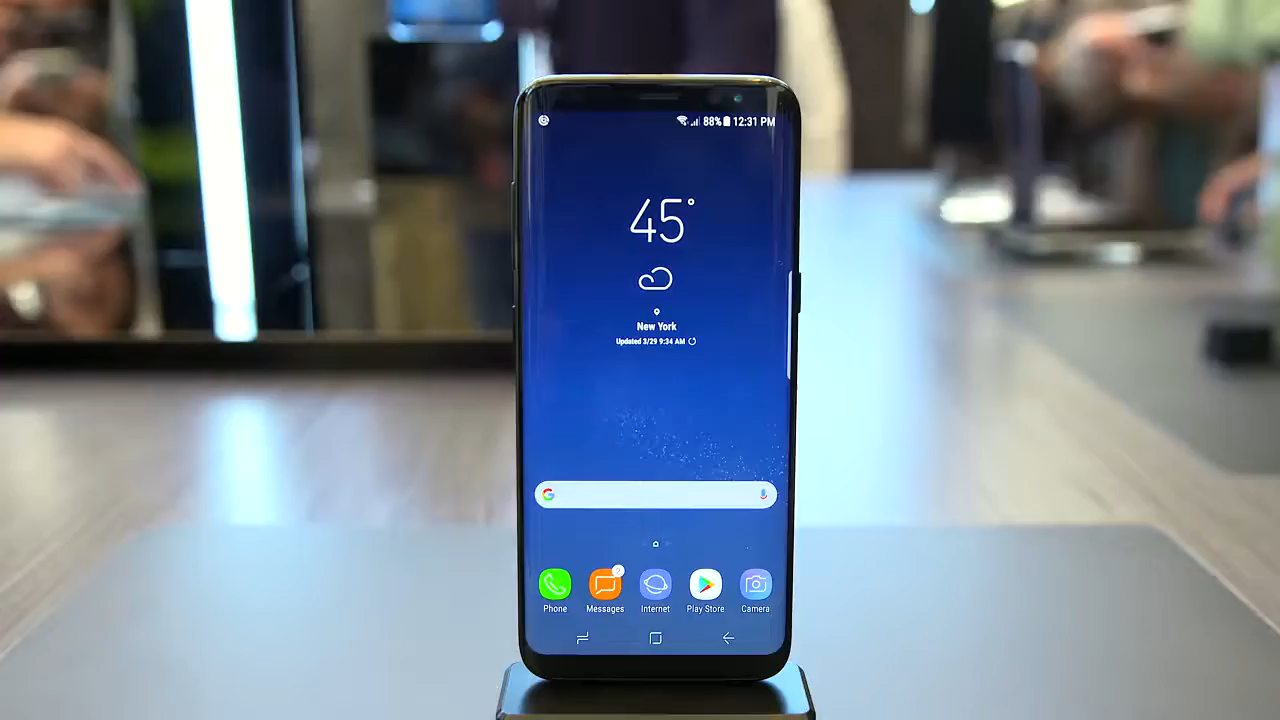 88% 12:31 PM
45°
New York
Updated 3/29 9:34 AM
G
Phone Messages Internet Play Store Camera